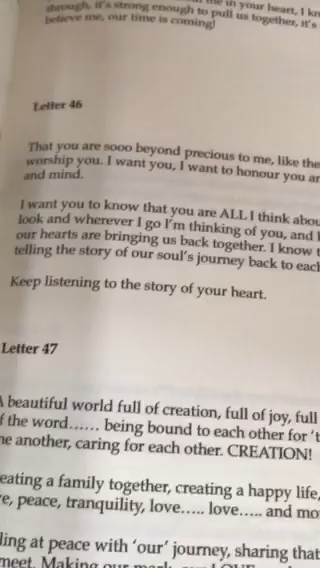 through, it's strong enough to pull us together, it's
believe me, our time is coming!
Letter 46
That you are sooo beyond precious to me, like the
worship you. I want you, I want to honour you
and mind.
I want you to know that you are ALL I think
look and wherever I go I'm thinking of you, and
our hearts are bringing us back together. I know
telling the story of our soul's journey back to
Keep listening to the story of your heart.
Letter 47
A beautiful world full of creation, full of joy, full
of the word…… being bound to each other for 't
one another, caring for each other. CREATION!
eating a family together, creating a happy life,
peace, tranquility, love….. love….. and
ling at peace with 'our' journey, sharing that
meet. Making our